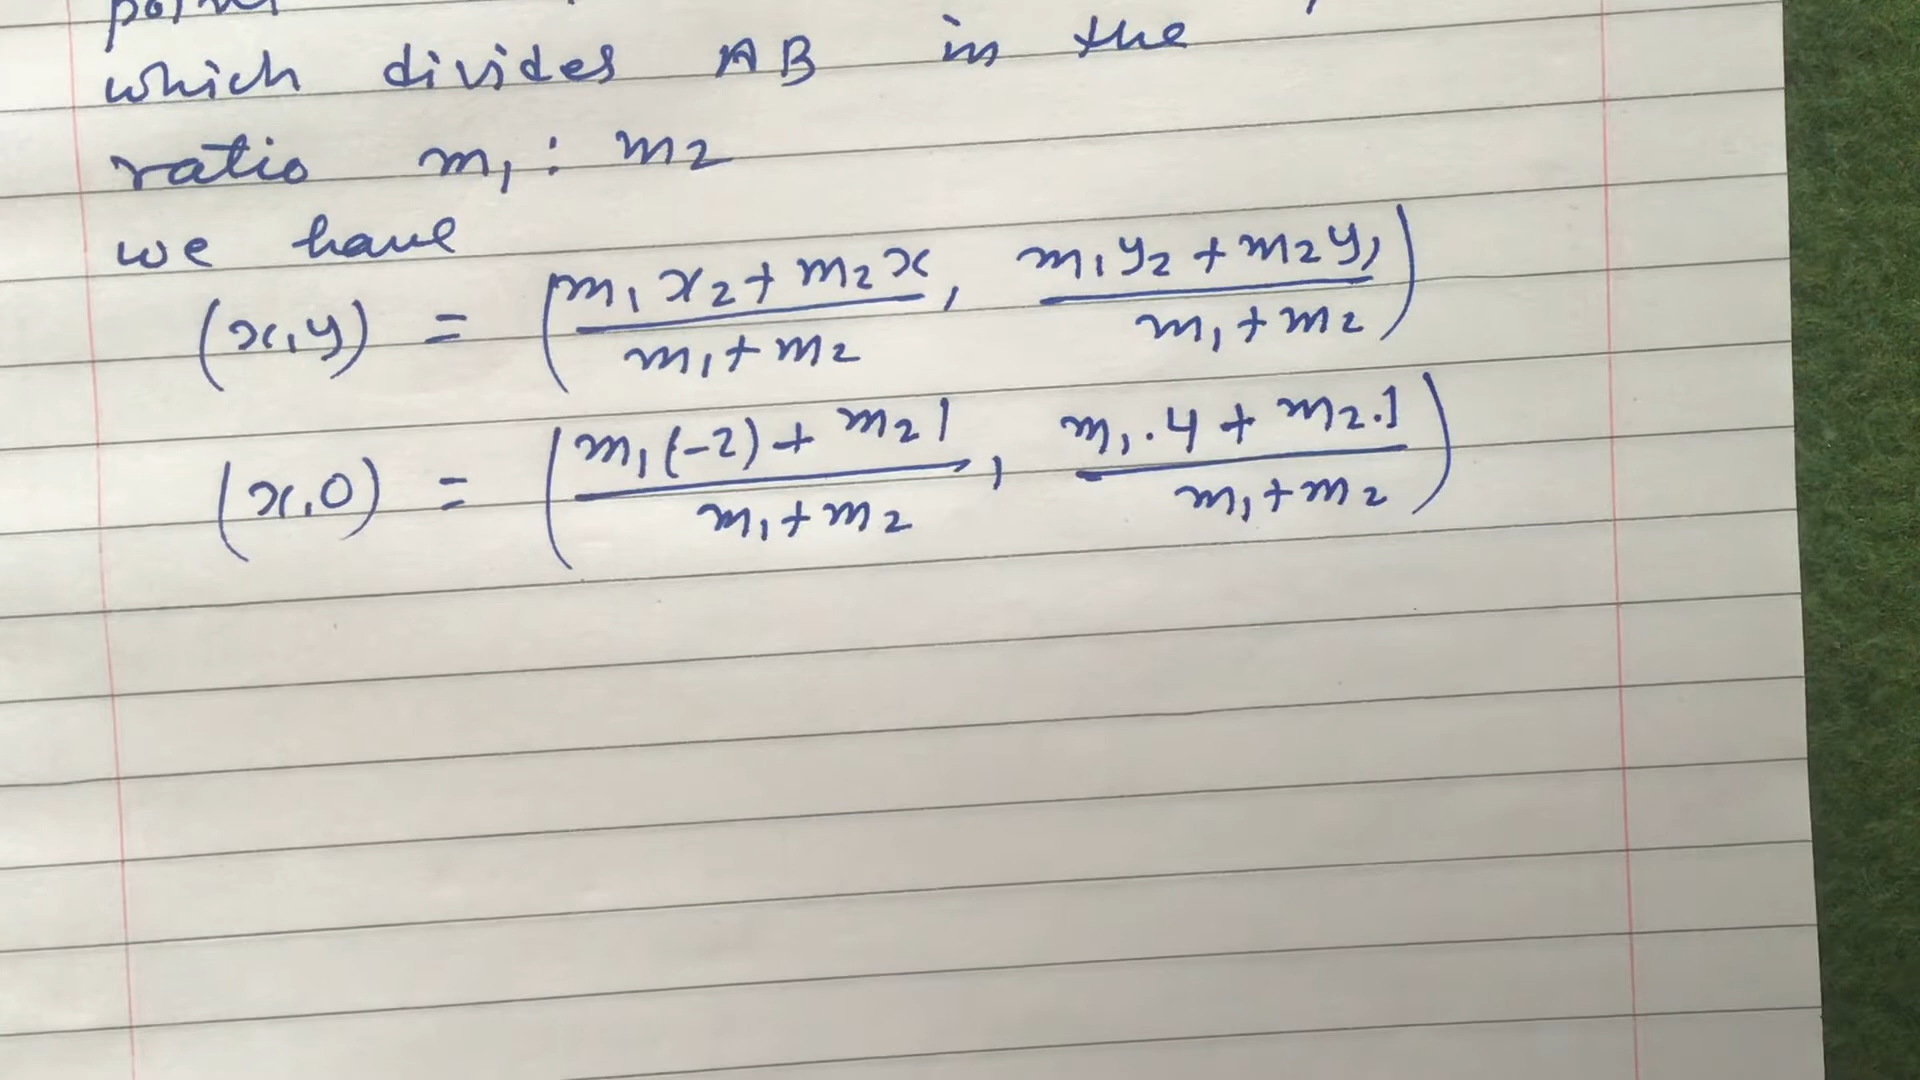 point
which divides AB in the
ratio m₁ : m₂
we have
(x,y) = ( (m₁x₂+m₂x)/(m₁+m₂) , (m₁y₂+m₂y₁)/(m₁+m₂) )
(x,0) = ( (m₁(-2)+m₂1)/(m₁+m₂) , (m₁.4+m₂.1)/(m₁+m₂) )